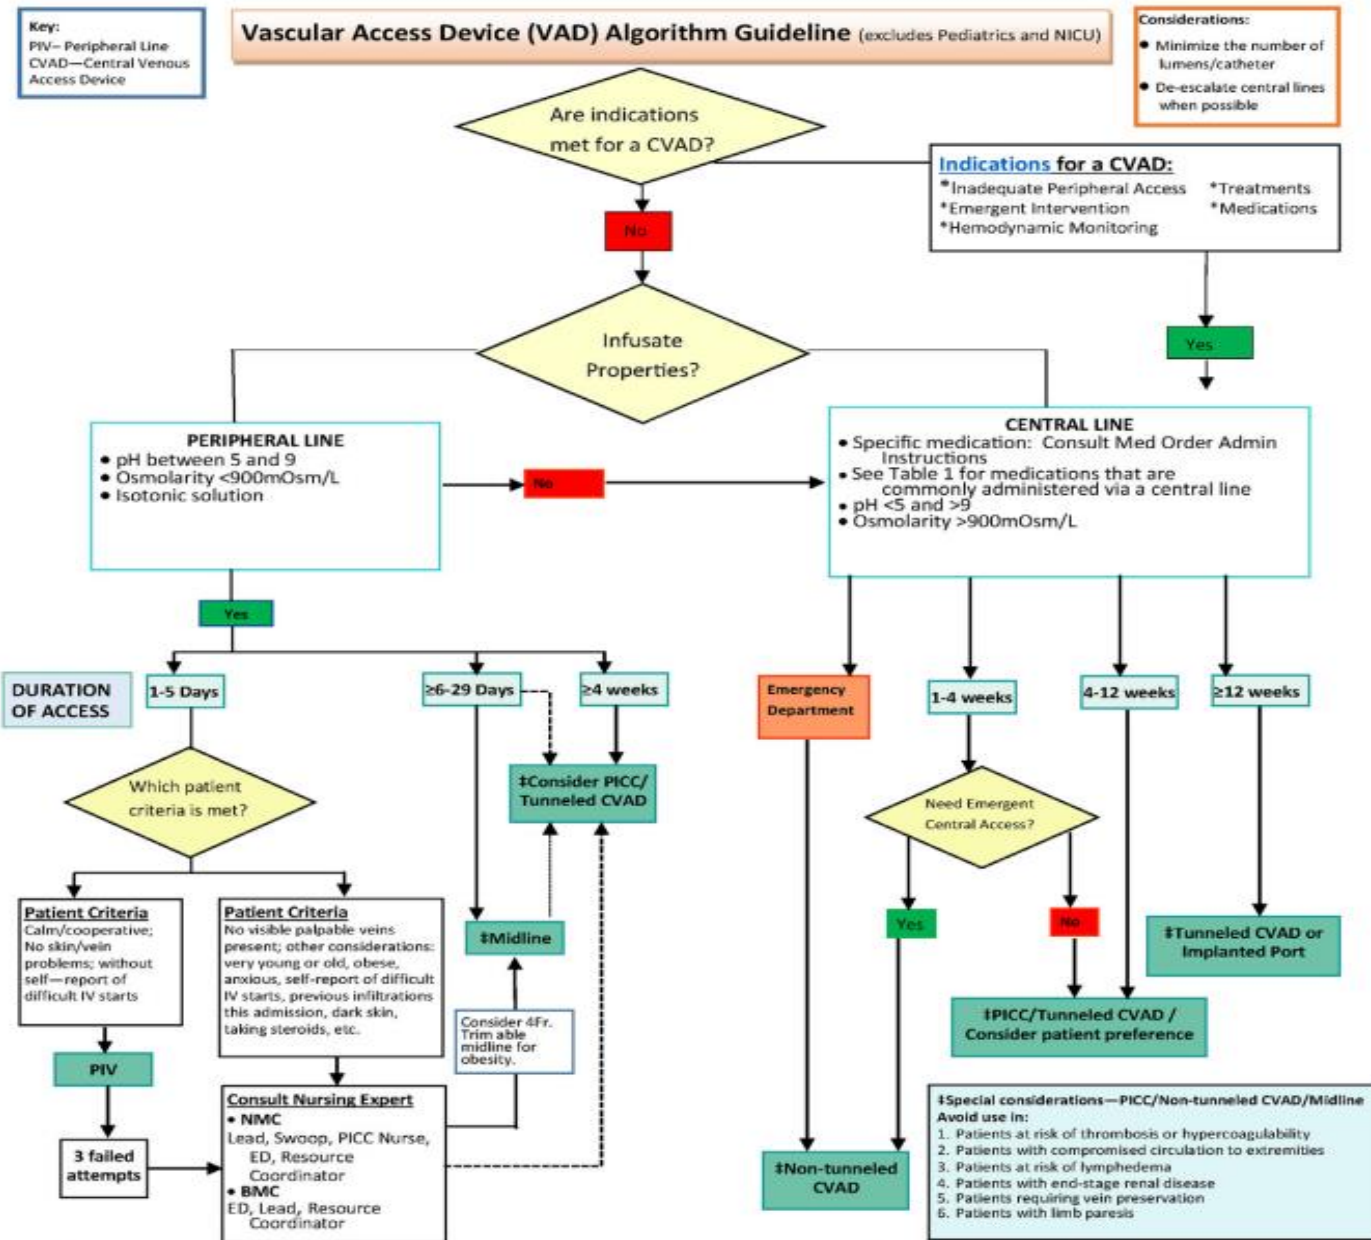 Key:
PIV– Peripheral Line
CVAD—Central Venous
Access Device
Vascular Access Device (VAD) Algorithm Guideline (excludes Pediatrics and NICU)
Considerations:
• Minimize the number of
lumens/catheter
• De-escalate central lines
when possible
Are indications
met for a CVAD?
Indications for a CVAD:
*Inadequate Peripheral Access *Treatments
*Emergent Intervention *Medications
*Hemodynamic Monitoring
No
Yes
Infusate
Properties?
PERIPHERAL LINE
• pH between 5 and 9
• Osmolarity <900mOsm/L
• Isotonic solution
No
CENTRAL LINE
• Specific medication: Consult Med Order Admin
Instructions
• See Table 1 for medications that are
commonly administered via a central line
• pH <5 and >9
• Osmolarity >900mOsm/L
Yes
DURATION
OF ACCESS
1-5 Days
≥6-29 Days
≥4 weeks
Emergency
Department
1-4 weeks
4-12 weeks
≥12 weeks
Which patient
criteria is met?
‡Consider PICC/
Tunneled CVAD
Need Emergent
Central Access?
Patient Criteria
Calm/cooperative;
No skin/vein
problems; without
self—report of
difficult IV starts
Patient Criteria
No visible palpable veins
present; other considerations:
very young or old, obese,
anxious, self-report of difficult
IV starts, previous infiltrations
this admission, dark skin,
taking steroids, etc.
‡Midline
Yes
No
‡Tunneled CVAD or
Implanted Port
Consider 4Fr.
Trim able
midline for
obesity.
‡PICC/Tunneled CVAD /
Consider patient preference
PIV
3 failed
attempts
Consult Nursing Expert
• NMC
Lead, Swoop, PICC Nurse,
ED, Resource
Coordinator
• BMC
ED, Lead, Resource
Coordinator
‡Non-tunneled
CVAD
‡Special considerations—PICC/Non-tunneled CVAD/Midline
Avoid use in:
1. Patients at risk of thrombosis or hypercoagulability
2. Patients with compromised circulation to extremities
3. Patients at risk of lymphedema
4. Patients with end-stage renal disease
5. Patients requiring vein preservation
6. Patients with limb paresis